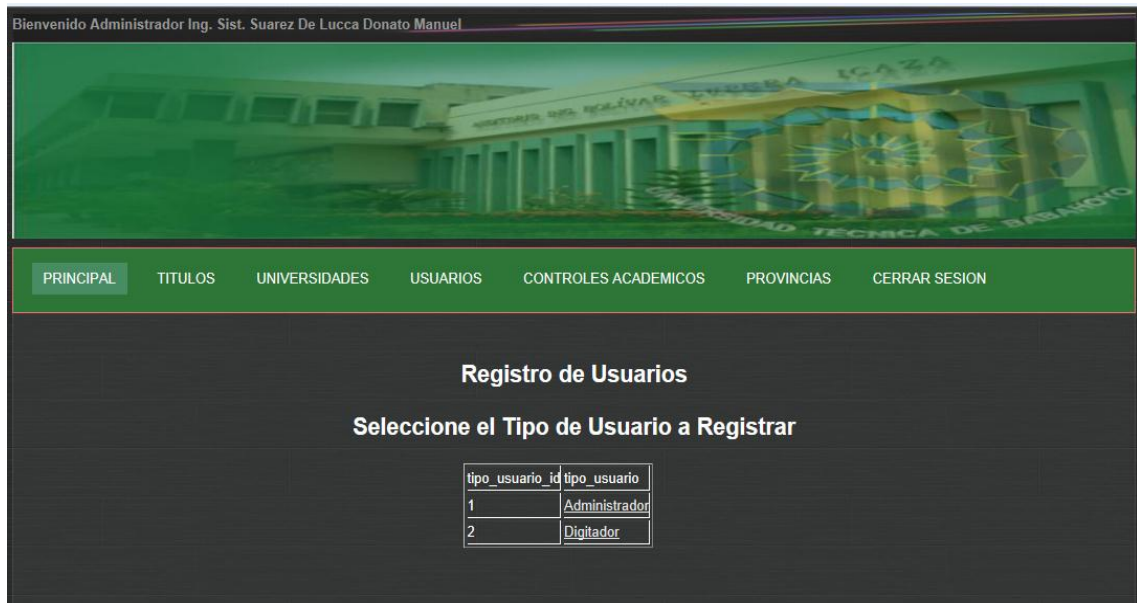 Bienvenido Administrador Ing. Sist. Suarez De Lucca Donato Manuel
UNIVERSIDAD TÉCNICA DE BABAHOYO
PRINCIPAL TITULOS UNIVERSIDADES USUARIOS CONTROLES ACADEMICOS PROVINCIAS CERRAR SESION
Registro de Usuarios
Seleccione el Tipo de Usuario a Registrar
tipo_usuario_id tipo_usuario
1 Administrador
2 Digitador